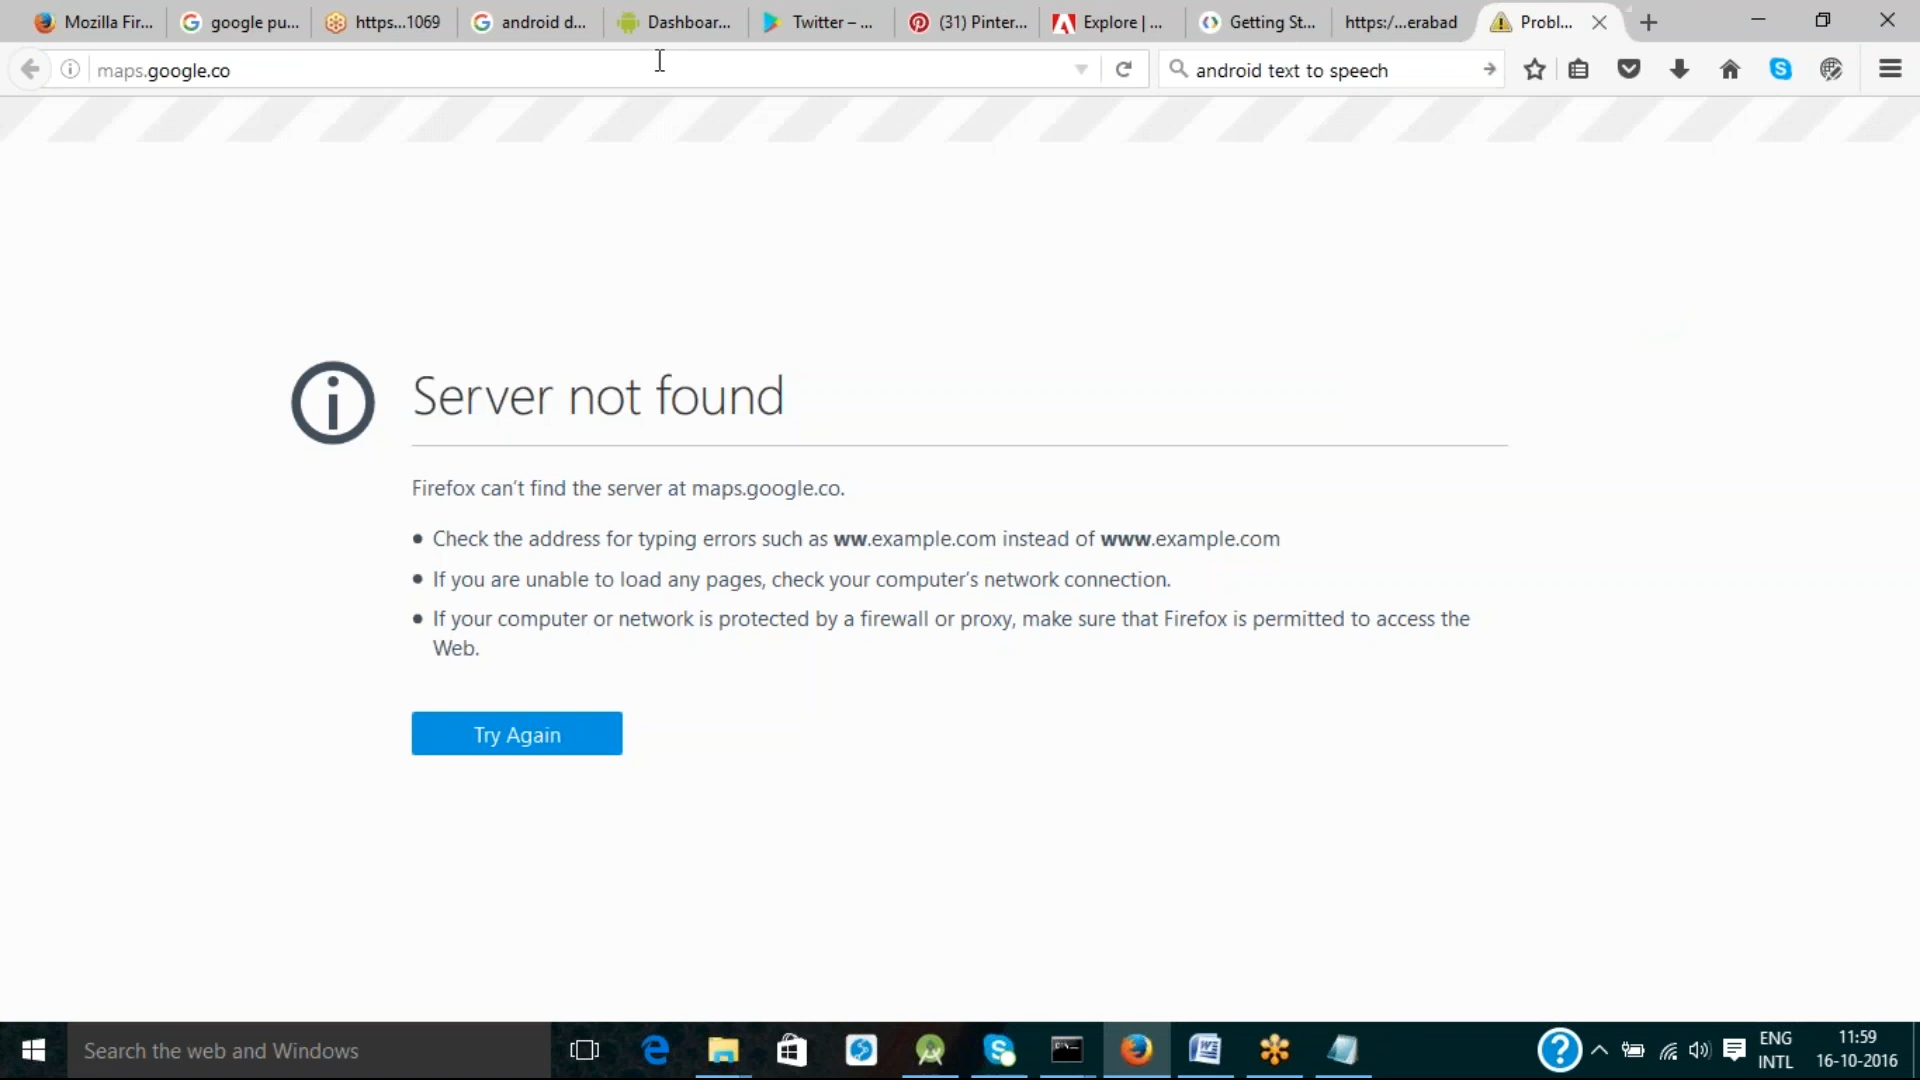 Mozilla Fir...
google pu...
https...1069
android d...
Dashboar...
Twitter – ...
(31) Pinter...
Explore | ...
Getting St...
https:/...erabad
Probl...
maps.google.co
android text to speech
Server not found
Firefox can't find the server at maps.google.co.
Check the address for typing errors such as ww.example.com instead of www.example.com
If you are unable to load any pages, check your computer's network connection.
If your computer or network is protected by a firewall or proxy, make sure that Firefox is permitted to access the
Web.
Try Again
Search the web and Windows
ENG
INTL
11:59
16-10-2016